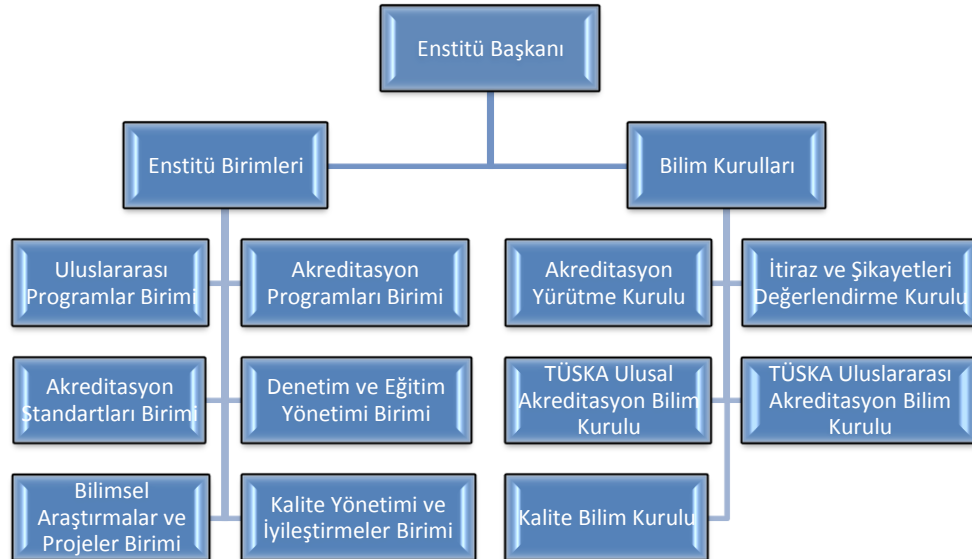 Enstitü Başkanı
Enstitü Birimleri
Bilim Kurulları
Uluslararası
Programlar Birimi
Akreditasyon
Programları Birimi
Akreditasyon
Yürütme Kurulu
İtiraz ve Şikayetleri
Değerlendirme Kurulu
Akreditasyon
Standartları Birimi
Denetim ve Eğitim
Yönetimi Birimi
TÜSKA Ulusal
Akreditasyon Bilim
Kurulu
TÜSKA Uluslararası
Akreditasyon Bilim
Kurulu
Bilimsel
Araştırmalar ve
Projeler Birimi
Kalite Yönetimi ve
İyileştirmeler Birimi
Kalite Bilim Kurulu